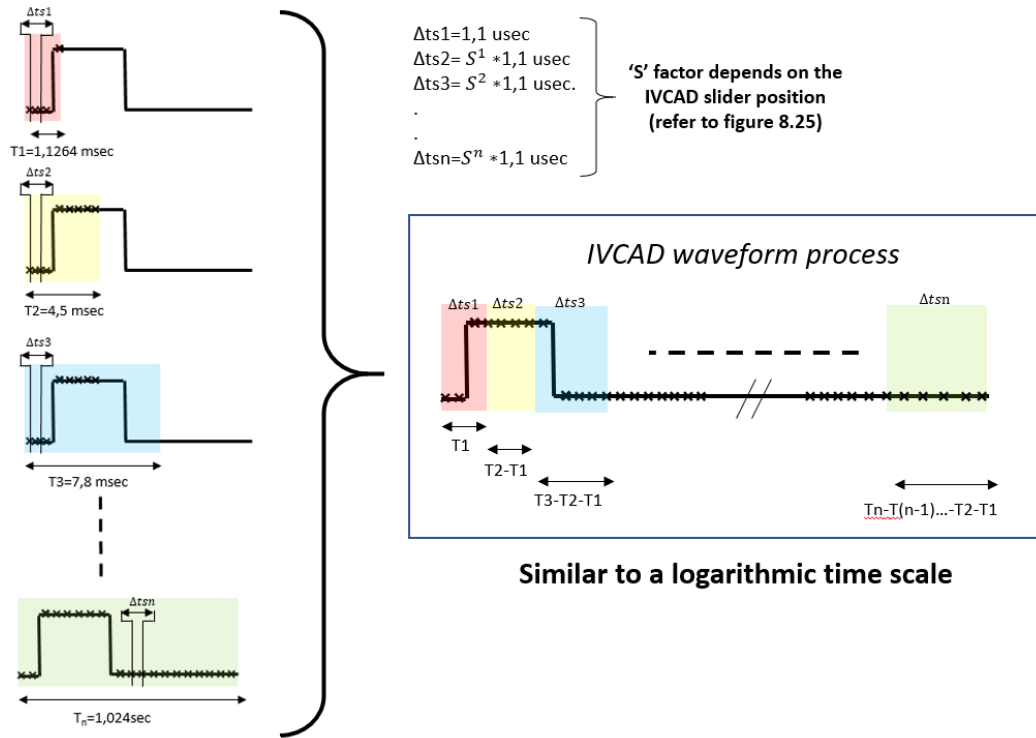 Δts1
T1=1,1264 msec
Δts2
T2=4,5 msec
Δts3
T3=7,8 msec
Δtsn
Tn=1,024sec
Δts1=1,1 usec
Δts2= S^1 *1,1 usec
Δts3= S^2 *1,1 usec.
.
.
Δtsn=S^n *1,1 usec
‘S’ factor depends on the
IVCAD slider position
(refer to figure 8.25)
IVCAD waveform process
Δts1 Δts2 Δts3 Δtsn
T1
T2-T1
T3-T2-T1
Tn-T(n-1)...-T2-T1
Similar to a logarithmic time scale